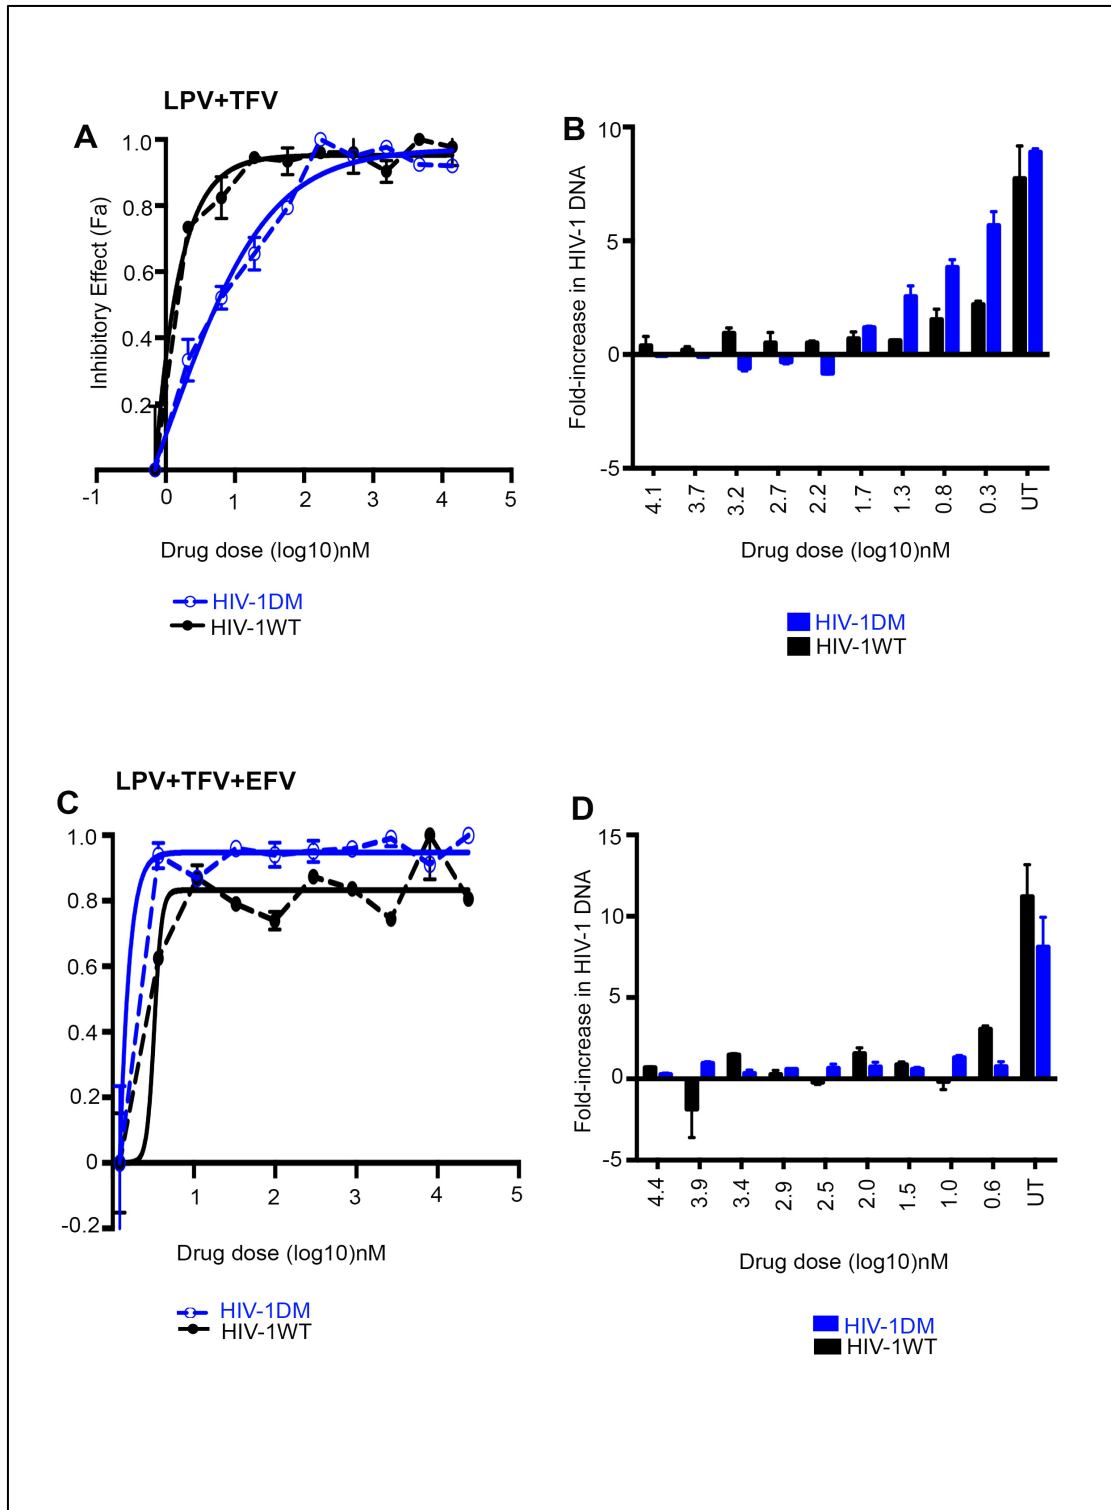 LPV+TFV
A
Inhibitory Effect (Fa)
1.0
0.8
0.6
0.4
0.2
-1 0 1 2 3 4 5
Drug dose (log10)nM
HIV-1DM
HIV-1WT
B
Fold-increase in HIV-1 DNA
10
5
0
-5
4.1 3.7 3.2 2.7 2.2 1.7 1.3 0.8 0.3 UT
Drug dose (log10)nM
HIV-1DM
HIV-1WT
LPV+TFV+EFV
C
1.0
0.8
0.6
0.4
0.2
0
-0.2
1 2 3 4 5
Drug dose (log10)nM
HIV-1DM
HIV-1WT
D
Fold-increase in HIV-1 DNA
15
10
5
0
-5
4.4 3.9 3.4 2.9 2.5 2.0 1.5 1.0 0.6 UT
Drug dose (log10)nM
HIV-1DM
HIV-1WT